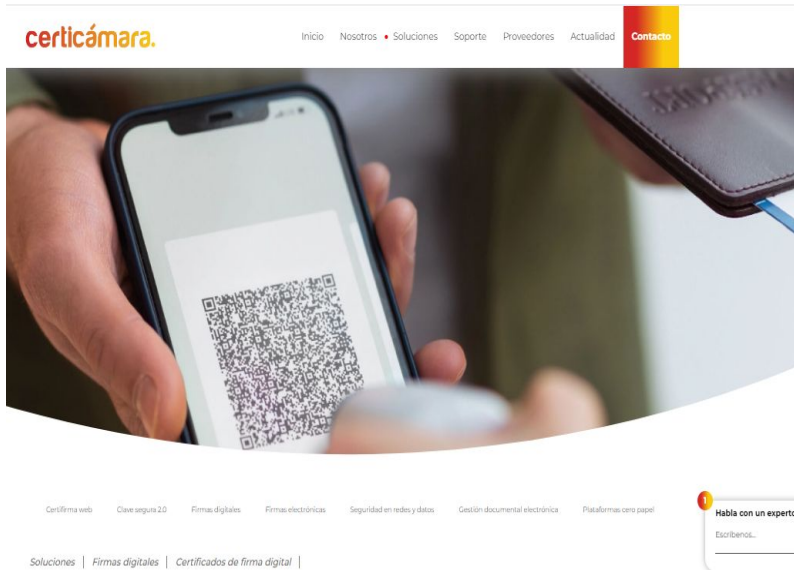 certicámara.
Inicio Nosotros Soluciones Soporte Proveedores Actualidad Contacto
Certifirma web Clave segura 2.0 Firmas digitales Firmas electrónicas Seguridad en redes y datos Gestión documental electrónica Plataformas cero papel
1
Habla con un experto
Escríbenos...
Soluciones | Firmas digitales | Certificados de firma digital |